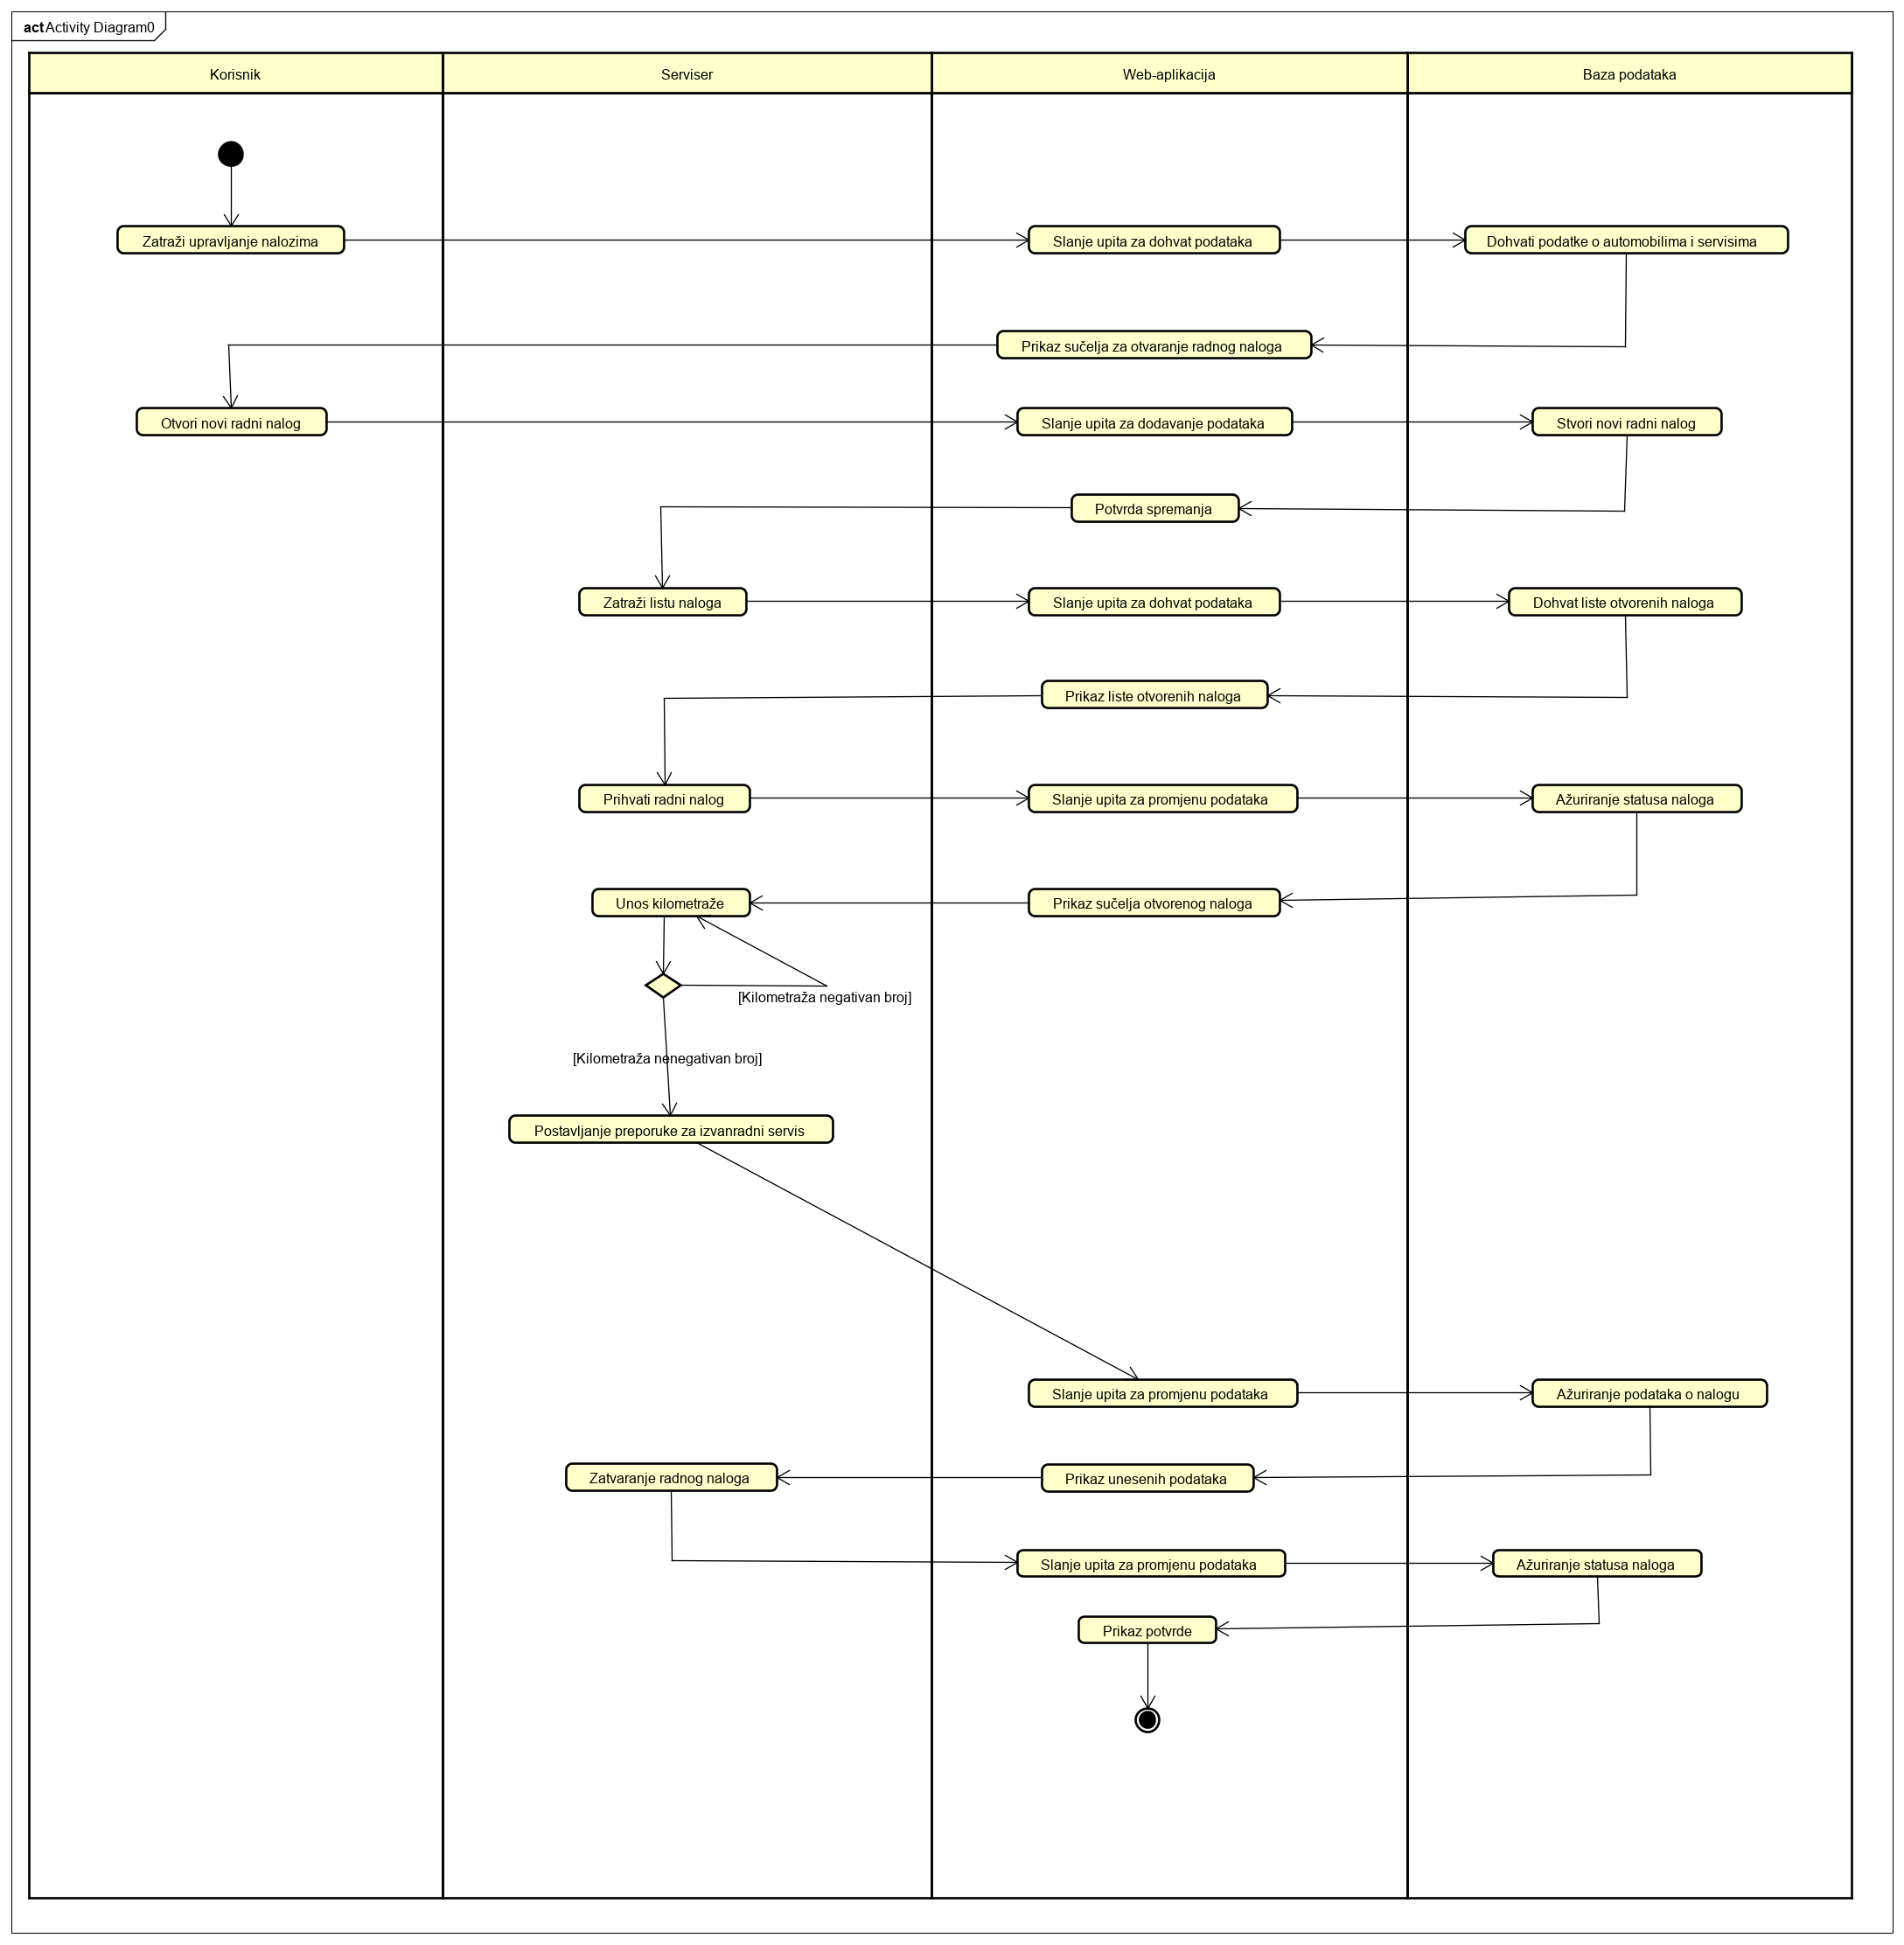 act Activity Diagram0
Korisnik
Serviser
Web-aplikacija
Baza podataka
Zatraži upravljanje nalozima
Slanje upita za dohvat podataka
Dohvati podatke o automobilima i servisima
Prikaz sučelja za otvaranje radnog naloga
Otvori novi radni nalog
Slanje upita za dodavanje podataka
Stvori novi radni nalog
Potvrda spremanja
Zatraži listu naloga
Slanje upita za dohvat podataka
Dohvat liste otvorenih naloga
Prikaz liste otvorenih naloga
Prihvati radni nalog
Slanje upita za promjenu podataka
Ažuriranje statusa naloga
Unos kilometraže
Prikaz sučelja otvorenog naloga
[Kilometraža negativan broj]
[Kilometraža nenegativan broj]
Postavljanje preporuke za izvanradni servis
Slanje upita za promjenu podataka
Ažuriranje podataka o nalogu
Zatvaranje radnog naloga
Prikaz unesenih podataka
Slanje upita za promjenu podataka
Ažuriranje statusa naloga
Prikaz potvrde